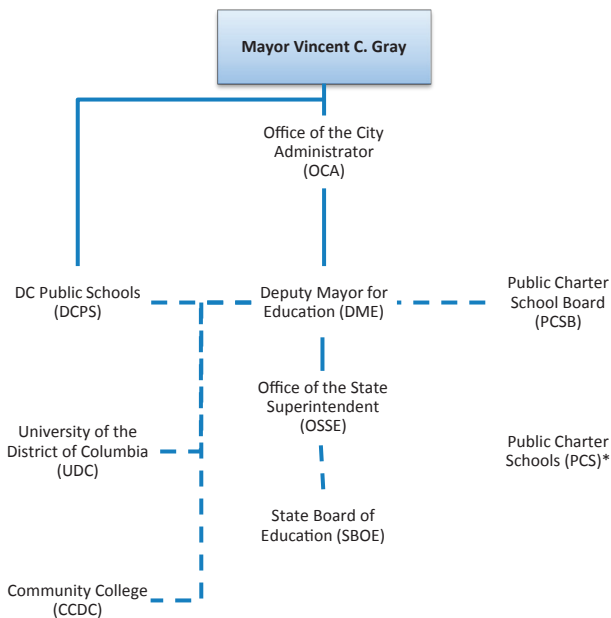 Mayor Vincent C. Gray
Office of the City
Administrator
(OCA)
DC Public Schools
(DCPS)
Deputy Mayor for
Education (DME)
Public Charter
School Board
(PCSB)
Office of the State
Superintendent
(OSSE)
University of the
District of Columbia
(UDC)
Public Charter
Schools (PCS)*
State Board of
Education (SBOE)
Community College
(CCDC)